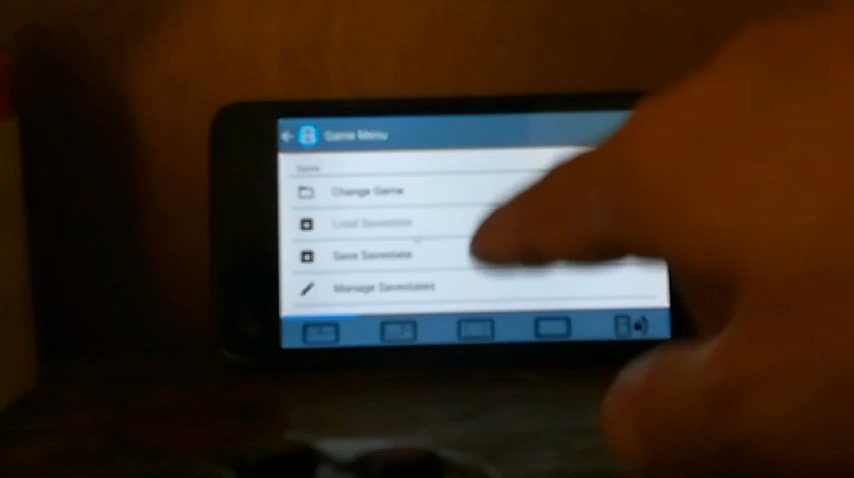 Game Menu
Game
Change Game
Load Savestate
Save Savestate
Manage Savestates